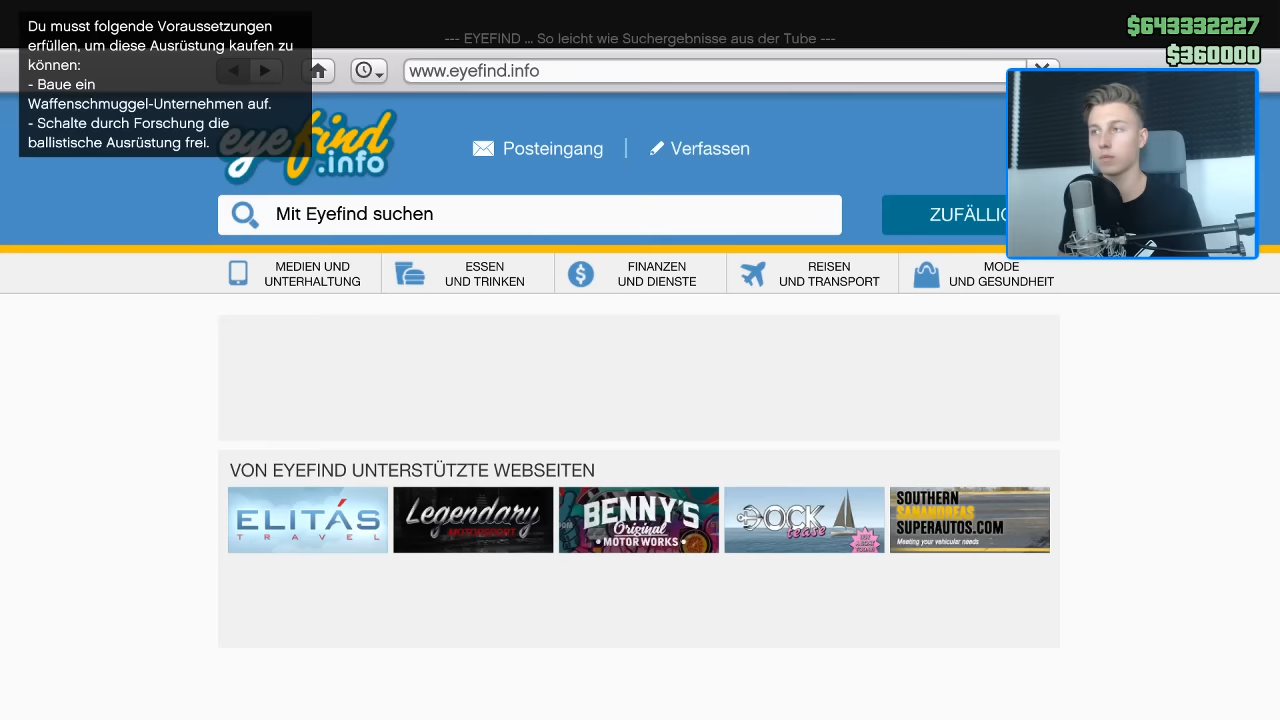 Du musst folgende Voraussetzungen
erfüllen, um diese Ausrüstung kaufen zu
können:
- Baue ein
Waffenschmuggel-Unternehmen auf.
- Schalte durch Forschung die
ballistische Ausrüstung frei.
--- EYEFIND ... So leicht wie Suchergebnisse aus der Tube ---
$643332227
$360000
www.eyefind.info
eyefind
.info
Posteingang
Verfassen
Mit Eyefind suchen
ZUFÄLLIG
MEDIEN UND
UNTERHALTUNG
ESSEN
UND TRINKEN
FINANZEN
UND DIENSTE
REISEN
UND TRANSPORT
MODE
UND GESUNDHEIT
VON EYEFIND UNTERSTÜTZTE WEBSEITEN
ELITÁS
TRAVEL
Legendary
MOTORSPORT
BENNY'S
Original
MOTOR WORKS
DOCK
tease
SOUTHERN
SANANDREAS
SUPERAUTOS.COM
Meeting your vehicular needs